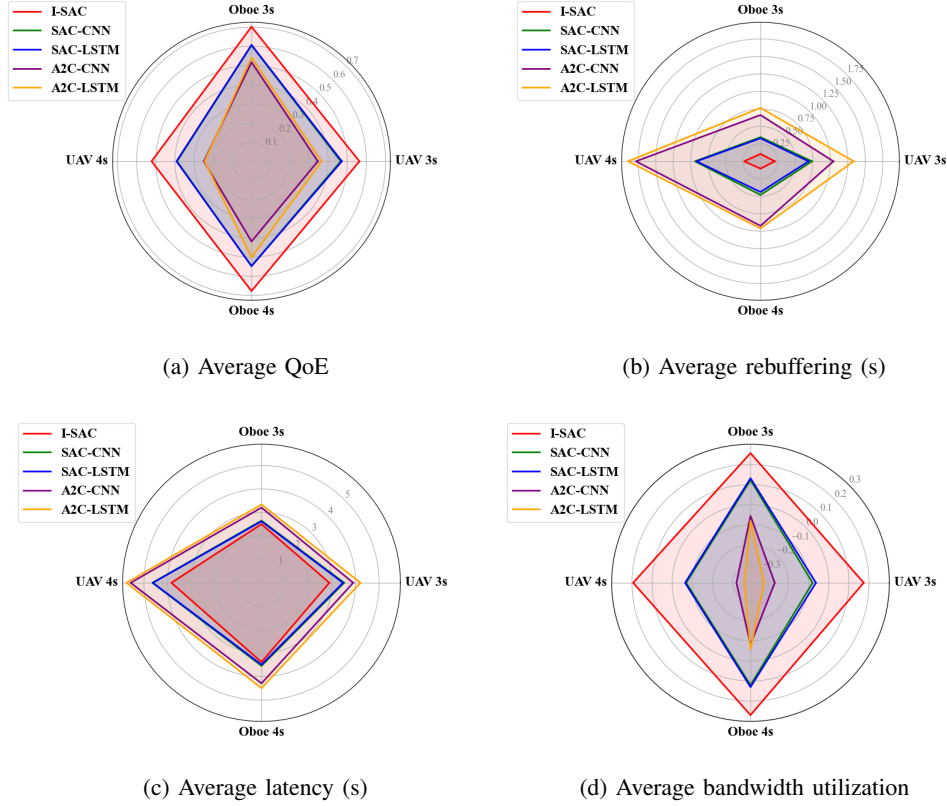 I-SAC
SAC-CNN
SAC-LSTM
A2C-CNN
A2C-LSTM
Oboe 3s
UAV 4s
UAV 3s
Oboe 4s
0.1
0.2
0.3
0.4
0.5
0.6
0.7
(a) Average QoE
I-SAC
SAC-CNN
SAC-LSTM
A2C-CNN
A2C-LSTM
Oboe 3s
UAV 4s
UAV 3s
Oboe 4s
0.25
0.50
0.75
1.00
1.25
1.50
1.75
(b) Average rebuffering (s)
I-SAC
SAC-CNN
SAC-LSTM
A2C-CNN
A2C-LSTM
Oboe 3s
UAV 4s
UAV 3s
Oboe 4s
1
2
3
4
5
(c) Average latency (s)
I-SAC
SAC-CNN
SAC-LSTM
A2C-CNN
A2C-LSTM
Oboe 3s
UAV 4s
UAV 3s
Oboe 4s
−0.3
−0.1
0.0
0.1
0.2
0.3
(d) Average bandwidth utilization